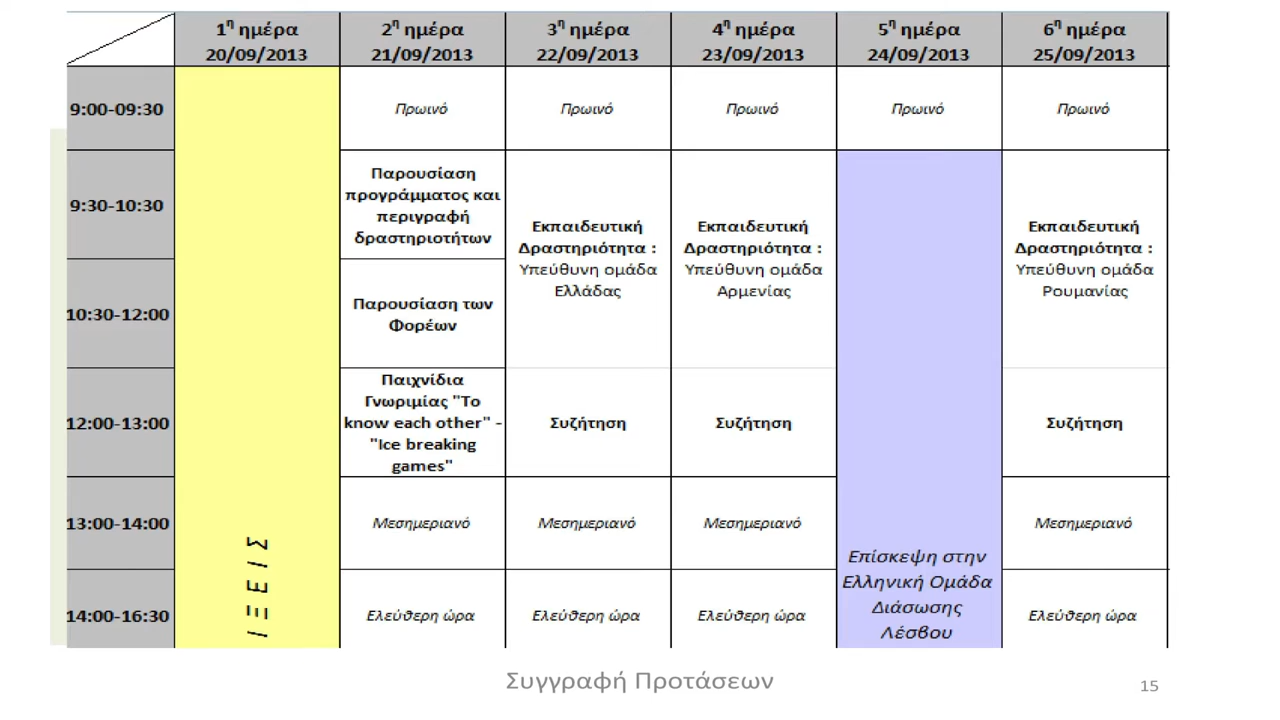 1η ημέρα
20/09/2013
2η ημέρα
21/09/2013
3η ημέρα
22/09/2013
4η ημέρα
23/09/2013
5η ημέρα
24/09/2013
6η ημέρα
25/09/2013
9:00-09:30
Πρωινό
Πρωινό
Πρωινό
Πρωινό
Πρωινό
9:30-10:30
Παρουσίαση
προγράμματος και
περιγραφή
δραστηριοτήτων
Εκπαιδευτική
Δραστηριότητα :
Υπεύθυνη ομάδα
Ελλάδας
Εκπαιδευτική
Δραστηριότητα :
Υπεύθυνη ομάδα
Αρμενίας
Εκπαιδευτική
Δραστηριότητα :
Υπεύθυνη ομάδα
Ρουμανίας
10:30-12:00
Παρουσίαση των
Φορέων
12:00-13:00
Παιχνίδια
Γνωριμίας "To
know each other" -
"Ice breaking
games"
Συζήτηση
Συζήτηση
Συζήτηση
13:00-14:00
Μεσημεριανό
Μεσημεριανό
Μεσημεριανό
Μεσημεριανό
14:00-16:30
ΙΞΕΙΣ
Ελεύθερη ώρα
Ελεύθερη ώρα
Ελεύθερη ώρα
Επίσκεψη στην
Ελληνική Ομάδα
Διάσωσης
Λέσβου
Ελεύθερη ώρα
Συγγραφή Προτάσεων
15